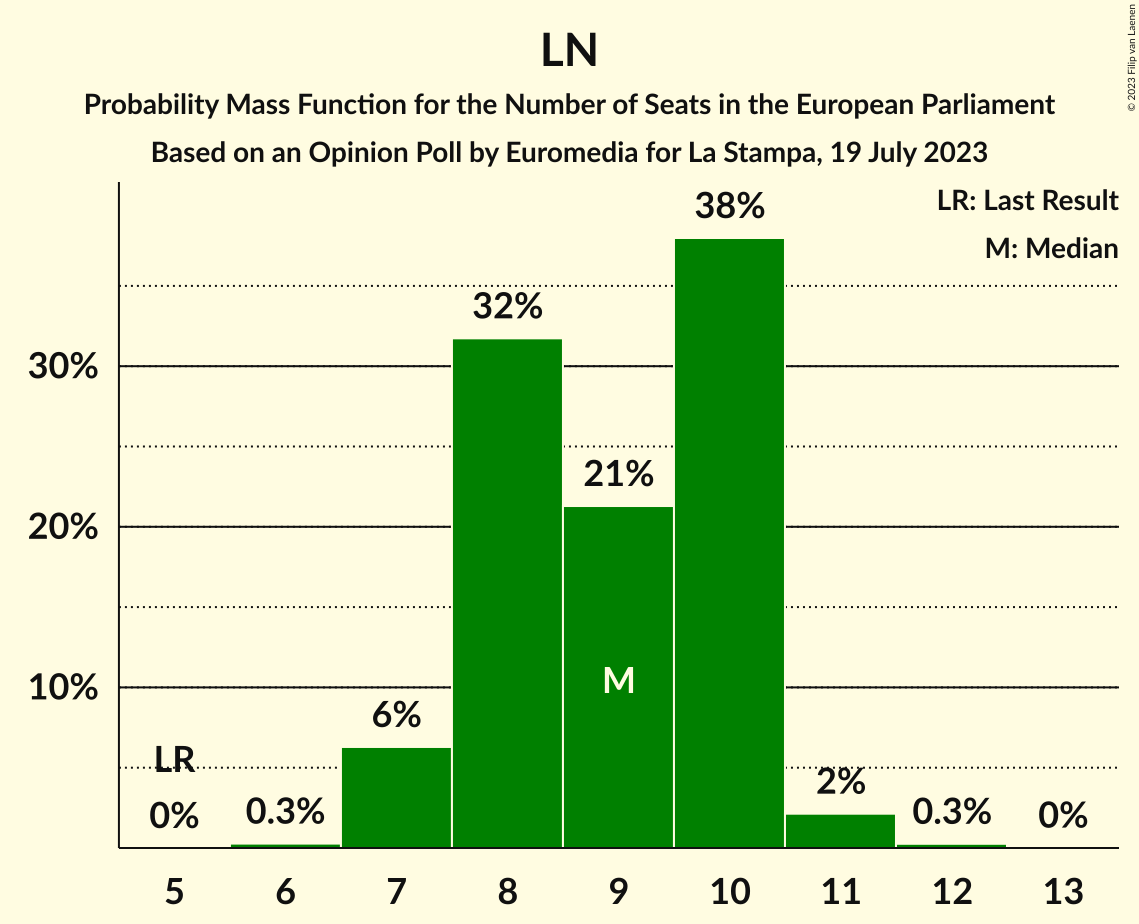 LN
Probability Mass Function for the Number of Seats in the European Parliament
Based on an Opinion Poll by Euromedia for La Stampa, 19 July 2023
© 2023 Filip van Laenen
LR: Last Result
M: Median
30%
20%
10%
LR
0%
0.3%
6%
32%
21%
M
38%
2%
0.3%
0%
5 6 7 8 9 10 11 12 13